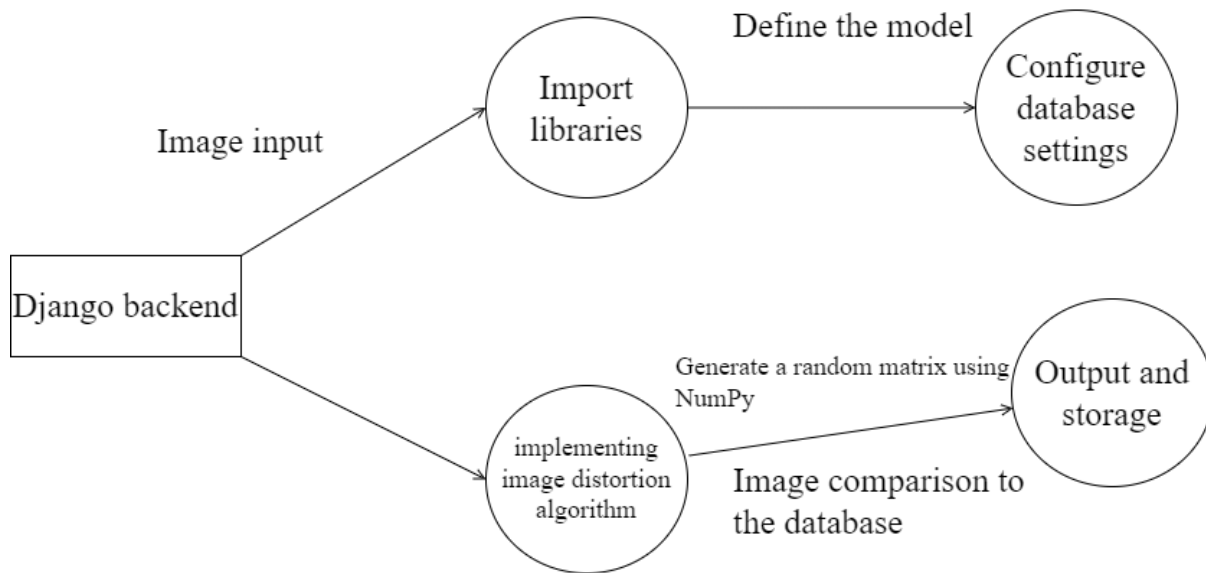 Define the model
Import
libraries
Configure
database
settings
Image input
Django backend
Generate a random matrix using
NumPy
Output and
storage
implementing
image distortion
algorithm
Image comparison to
the database